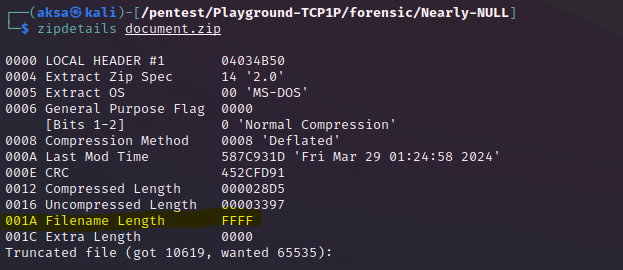 ┌──(aksa㉿kali)-[/pentest/Playground-TCP1P/forensic/Nearly-NULL]
└─$ zipdetails document.zip
0000 LOCAL HEADER #1       04034B50
0004 Extract Zip Spec      14 '2.0'
0005 Extract OS            00 'MS-DOS'
0006 General Purpose Flag  0000
     [Bits 1-2]            0 'Normal Compression'
0008 Compression Method    0008 'Deflated'
000A Last Mod Time         587C931D 'Fri Mar 29 01:24:58 2024'
000E CRC                   452CFD91
0012 Compressed Length     000028D5
0016 Uncompressed Length   00003397
001A Filename Length       FFFF
001C Extra Length          0000
Truncated file (got 10619, wanted 65535):